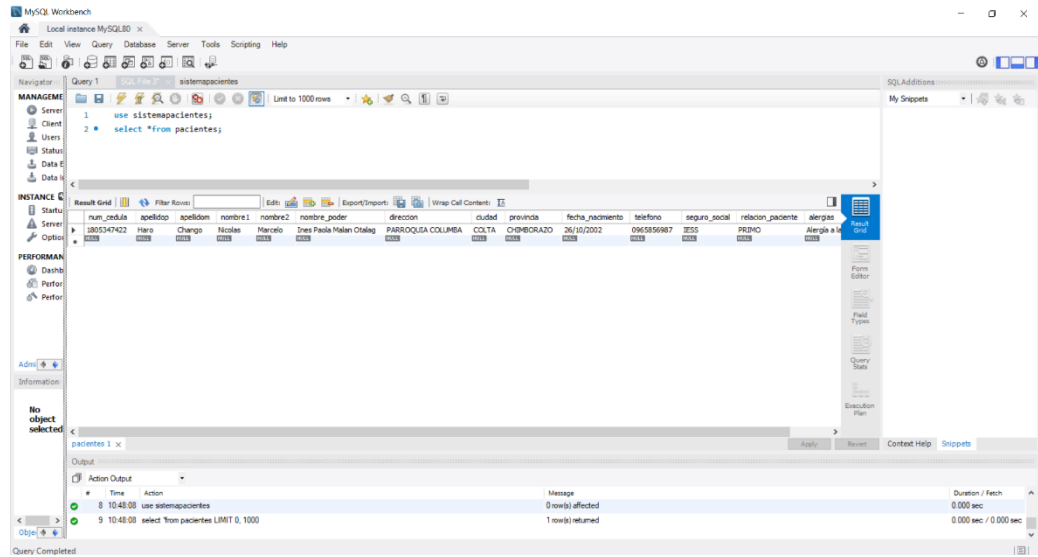 MySQL Workbench
Local instance MySQL80
File Edit View Query Database Server Tools Scripting Help
Navigator
Query 1 SQL File 3* sistemapacientes
SQLAdditions
MANAGEME
Server
Client
Users
Status
Data E
Data
Limit to 1000 rows
My Snippets
1 use sistemapacientes;
2 select *from pacientes;
INSTANCE
Startu
Server
Option
Result Grid Filter Rows: Edit: Export/Import: Wrap Cell Content:
num_cedula apellidop apellidom nombre1 nombre2 nombre_poder direccion ciudad provincia fecha_nacimiento telefono seguro_social relacion_paciente alergias
1805347422 Haro Chango Nicolas Marcelo Ines Paola Malan Otalag PARROQUIA COLUMBA COLTA CHIMBORAZO 26/10/2002 0965856987 IESS PRIMO Alergía a la
NULL NULL NULL NULL NULL NULL NULL NULL NULL NULL NULL NULL NULL NULL
PERFORMAN
Dashb
Perfor
Perfor
Result Grid
Form Editor
Field Types
Query Stats
Execution Plan
Admi
Information
No object selected
pacientes 1
Apply Revert
Context Help Snippets
Output
Action Output
# Time Action Message Duration / Fetch
8 10:48:08 use sistemapacientes 0 row(s) affected 0.000 sec
9 10:48:08 select *from pacientes LIMIT 0, 1000 1 row(s) returned 0.000 sec / 0.000 sec
Obje
Query Completed